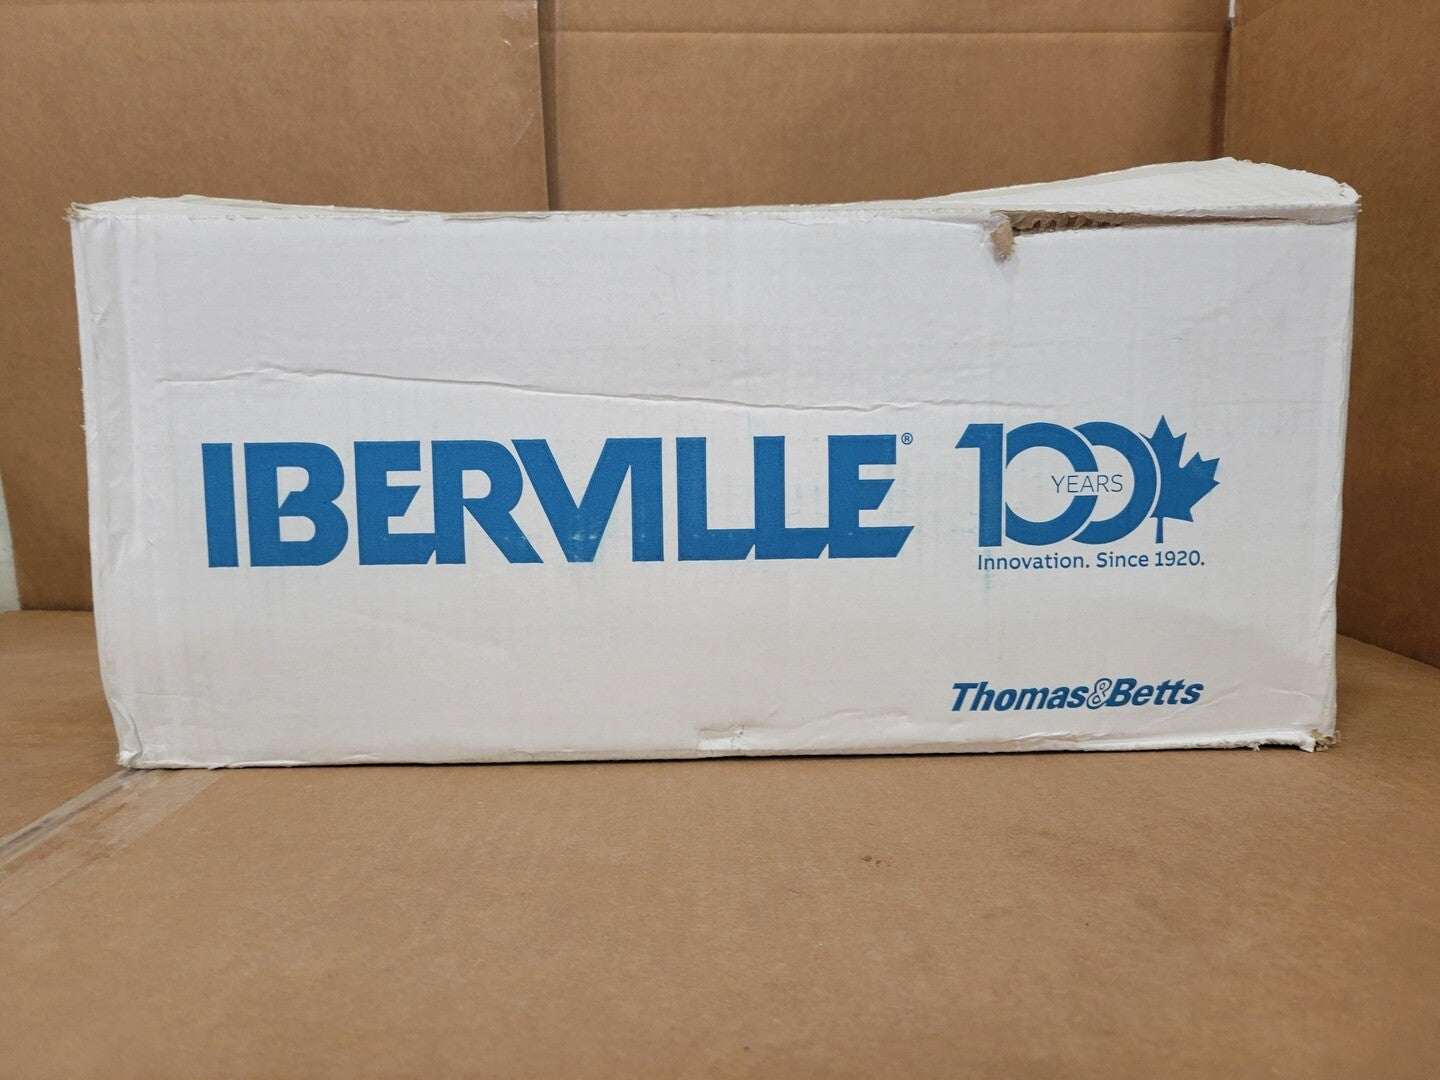 IBERVILLE®
100 YEARS
Innovation. Since 1920.
Thomas&Betts